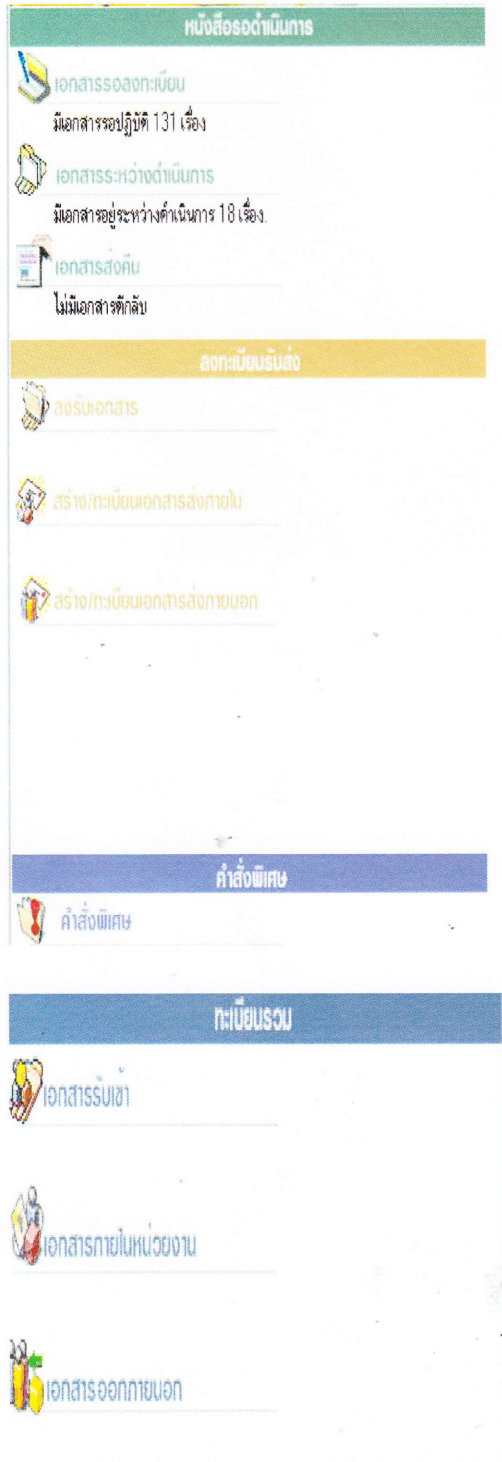 หนังสือรอดำเนินการ
เอกสารรอลงทะเบียน
มีเอกสารรอปฏิบัติ 131 เรื่อง
เอกสารระหว่างดำเนินการ
มีเอกสารอยู่ระหว่างดำเนินการ 18 เรื่อง.
เอกสารส่งคืน
ไม่มีเอกสารตีกลับ
ลงทะเบียนรับส่ง
ลงรับเอกสาร
สร้าง/ทะเบียนเอกสารส่งภายใน
สร้าง/ทะเบียนเอกสารส่งภายนอก
คำสั่งพิเศษ
คำสั่งพิเศษ
ทะเบียนรวม
เอกสารรับเข้า
เอกสารภายในหน่วยงาน
เอกสารออกภายนอก